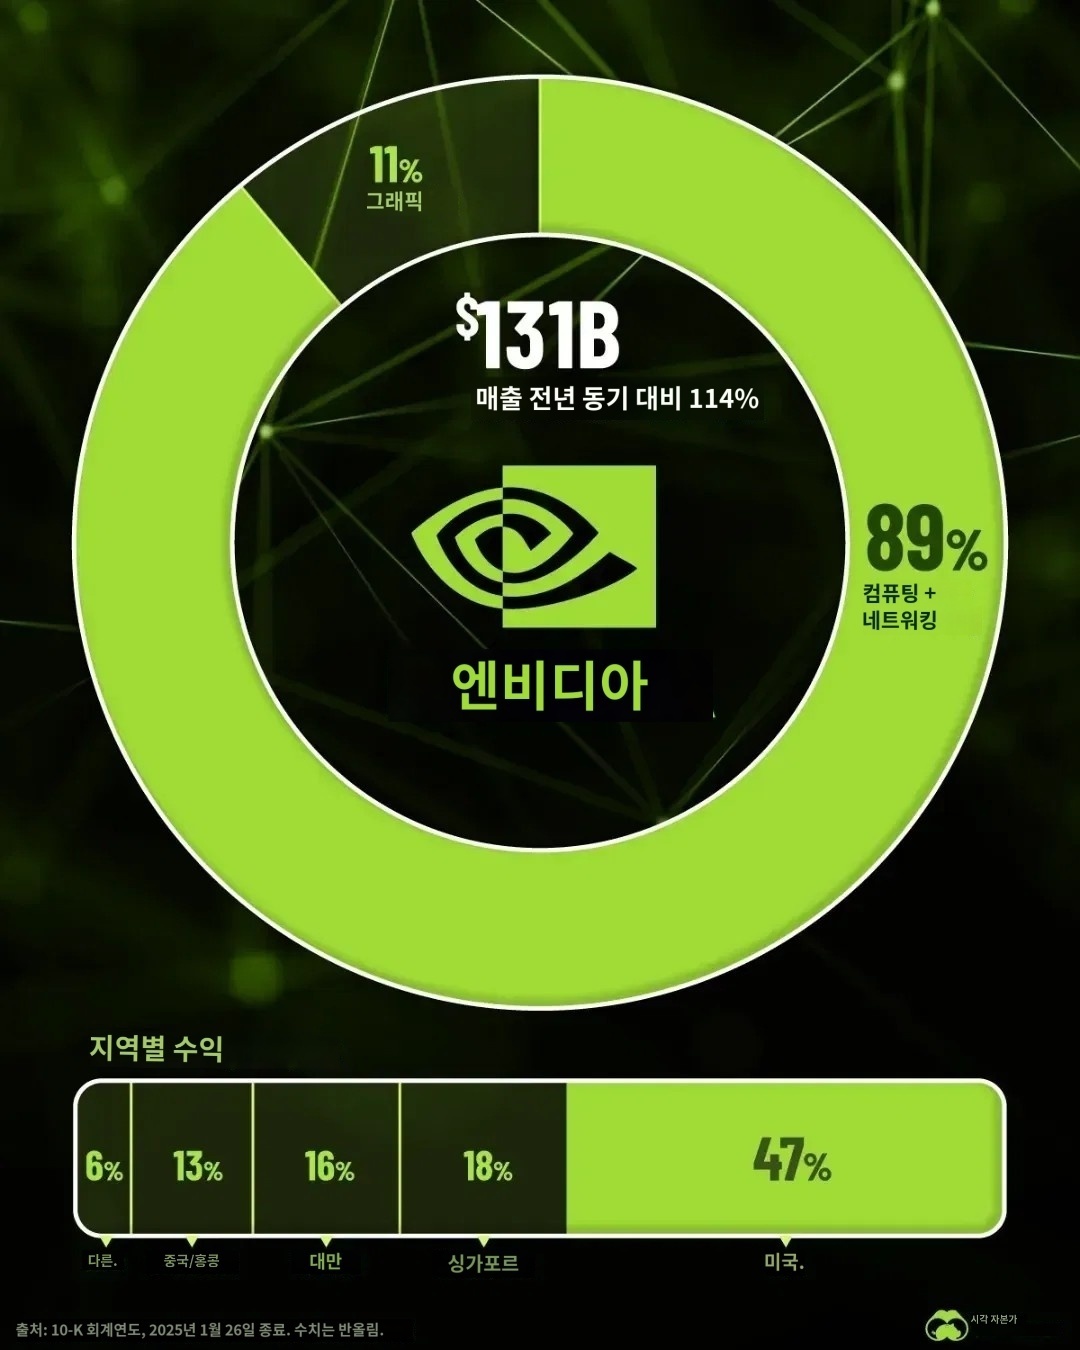 11%
그래픽
$131B
매출 전년 동기 대비 114%
89%
컴퓨팅 +
네트워킹
엔비디아
지역별 수익
6%
13%
16%
18%
47%
다른.
중국/홍콩
대만
싱가포르
미국.
출처: 10-K 회계연도, 2025년 1월 26일 종료. 수치는 반올림.
시각 자본가